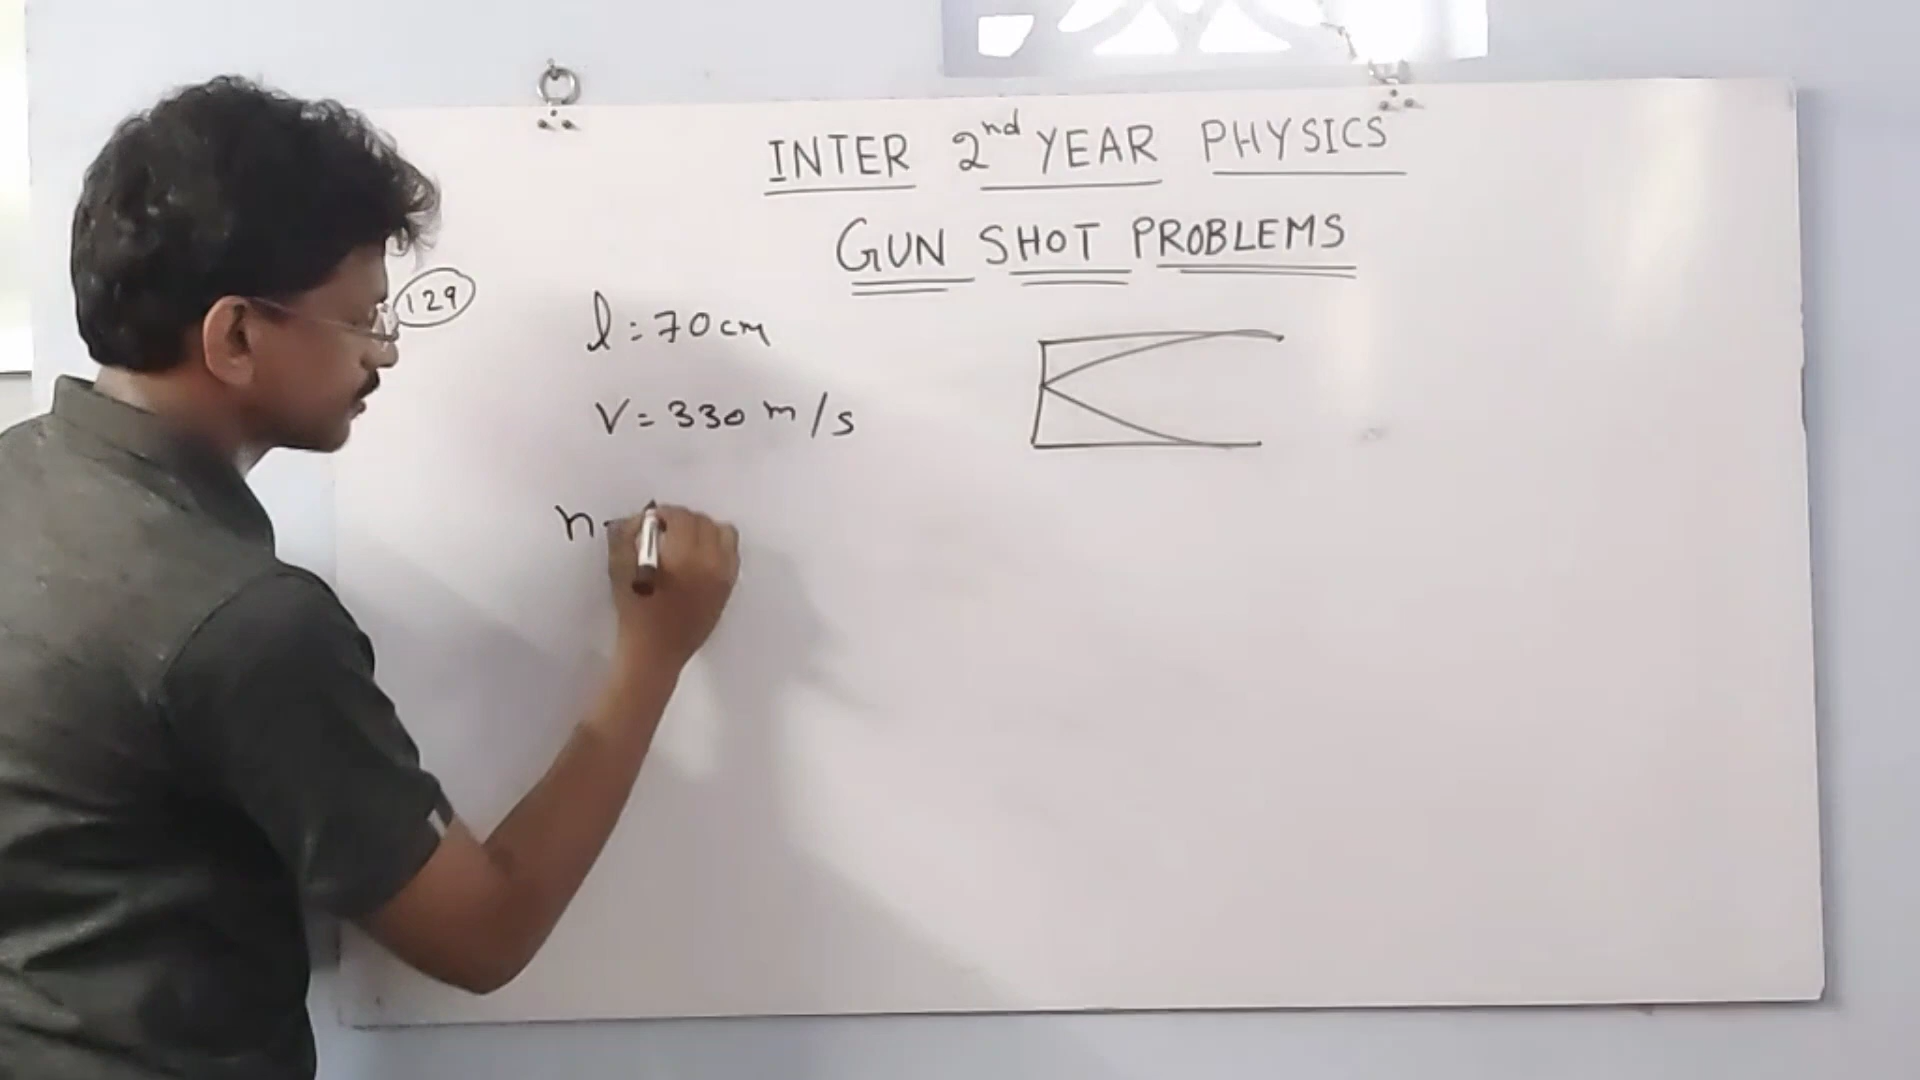 INTER 2nd YEAR PHYSICS
GUN SHOT PROBLEMS
129
l = 70 cm
V = 330 m/s
n =